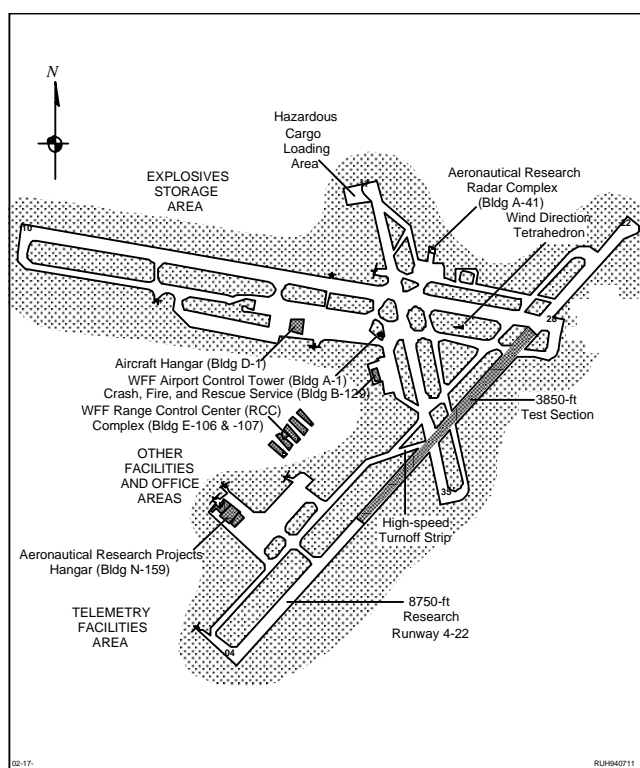 N
Hazardous
Cargo
Loading
Area
EXPLOSIVES
STORAGE
AREA
Aeronautical Research
Radar Complex
(Bldg A-41)
Wind Direction
Tetrahedron
17
10
22
28
Aircraft Hangar (Bldg D-1)
WFF Airport Control Tower (Bldg A-1)
Crash, Fire, and Rescue Service (Bldg B-129)
WFF Range Control Center (RCC)
Complex (Bldg E-106 & -107)
3850-ft
Test Section
OTHER
FACILITIES
AND OFFICE
AREAS
35
High-speed
Turnoff Strip
Aeronautical Research Projects
Hangar (Bldg N-159)
TELEMETRY
FACILITIES
AREA
8750-ft
Research
Runway 4-22
04
02-17-
RUH940711